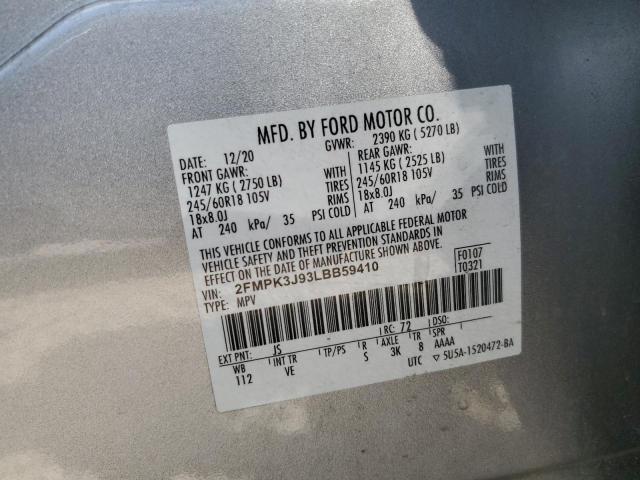 MFD. BY FORD MOTOR CO.
DATE: 12/20 GVWR: 2390 KG ( 5270 LB)
FRONT GAWR: REAR GAWR:
1247 KG ( 2750 LB) WITH 1145 KG ( 2525 LB) WITH
245/60R18 105V TIRES 245/60R18 105V TIRES
18x8.0J RIMS 18x8.0J RIMS
AT 240 kPa/ 35 PSI COLD AT 240 kPa/ 35 PSI COLD
THIS VEHICLE CONFORMS TO ALL APPLICABLE FEDERAL MOTOR
VEHICLE SAFETY AND THEFT PREVENTION STANDARDS IN
EFFECT ON THE DATE OF MANUFACTURE SHOWN ABOVE.
VIN: 2FMPK3J93LBB59410 F0107
TYPE: MPV T0321
EXT PNT: JS RC: 72 DSO:
WB INT TR TP/PS R AXLE TR SPR
112 VE S 3K 8 AAAA
UTC ▽ 5U5A-1520472-BA